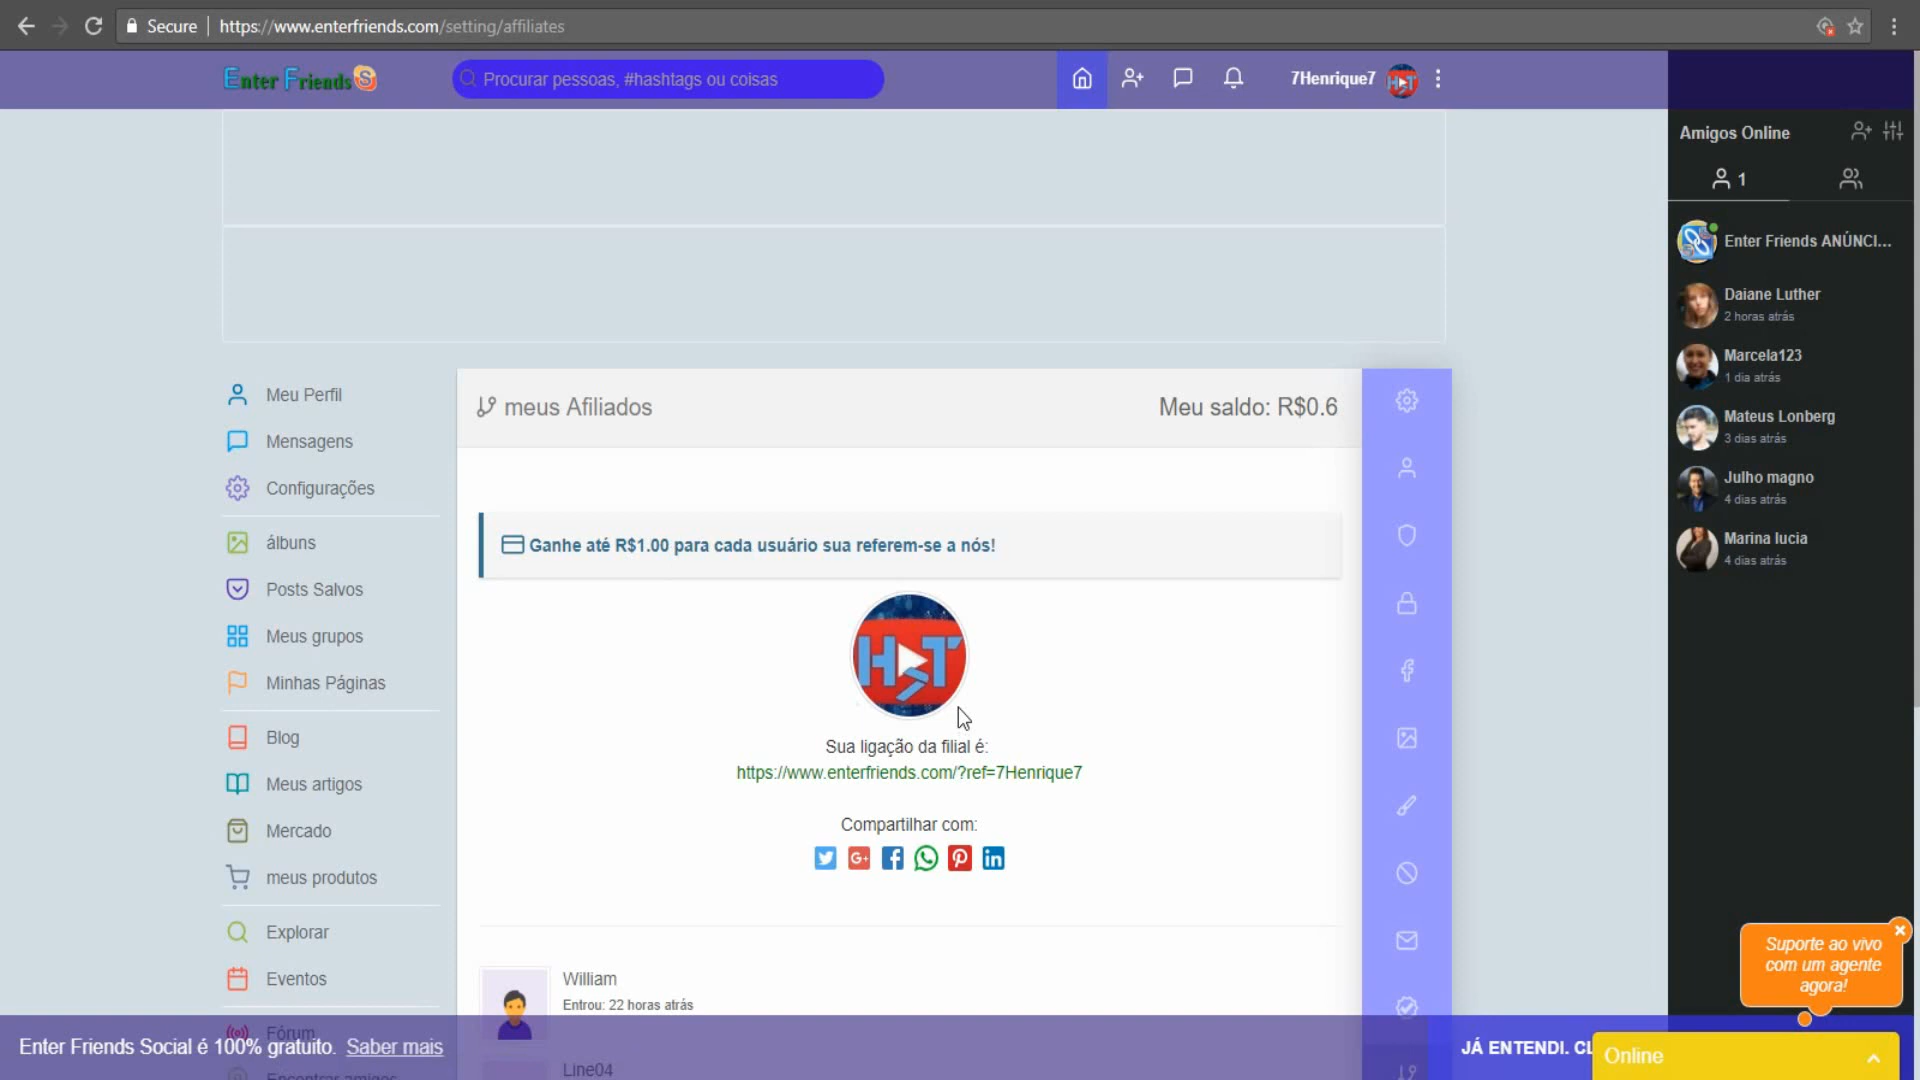 Secure
https://www.enterfriends.com/setting/affiliates
Enter Friends S
Procurar pessoas, #hashtags ou coisas
7Henrique7
Amigos Online
1
Enter Friends ANÚNCI...
Daiane Luther
2 horas atrás
Marcela123
1 dia atrás
Mateus Lonberg
3 dias atrás
Julho magno
4 dias atrás
Marina lucia
4 dias atrás
Meu Perfil
Mensagens
Configurações
álbuns
Posts Salvos
Meus grupos
Minhas Páginas
Blog
Meus artigos
Mercado
meus produtos
Explorar
Eventos
Fórum
Encontrar amigos
meus Afiliados
Meu saldo: R$0.6
Ganhe até R$1.00 para cada usuário sua referem-se a nós!
HT
Sua ligação da filial é:
https://www.enterfriends.com/?ref=7Henrique7
Compartilhar com:
William
Entrou: 22 horas atrás
Line04
Enter Friends Social é 100% gratuito. Saber mais
JÁ ENTENDI. CL
Suporte ao vivo
com um agente
agora!
Online